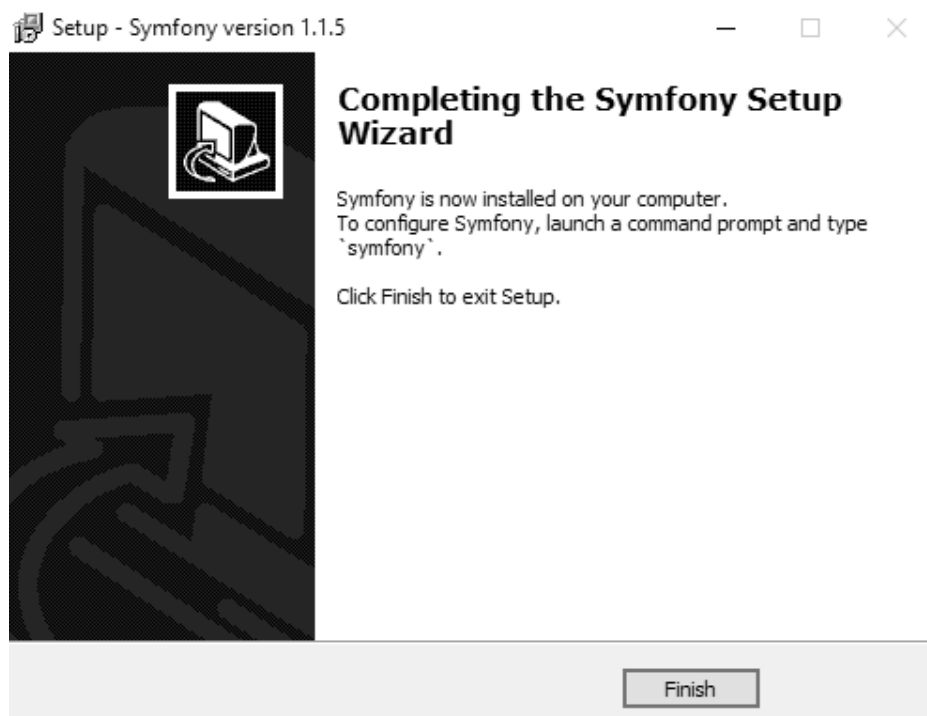 Setup - Symfony version 1.1.5
Completing the Symfony Setup
Wizard
Symfony is now installed on your computer.
To configure Symfony, launch a command prompt and type
`symfony`.
Click Finish to exit Setup.
Finish